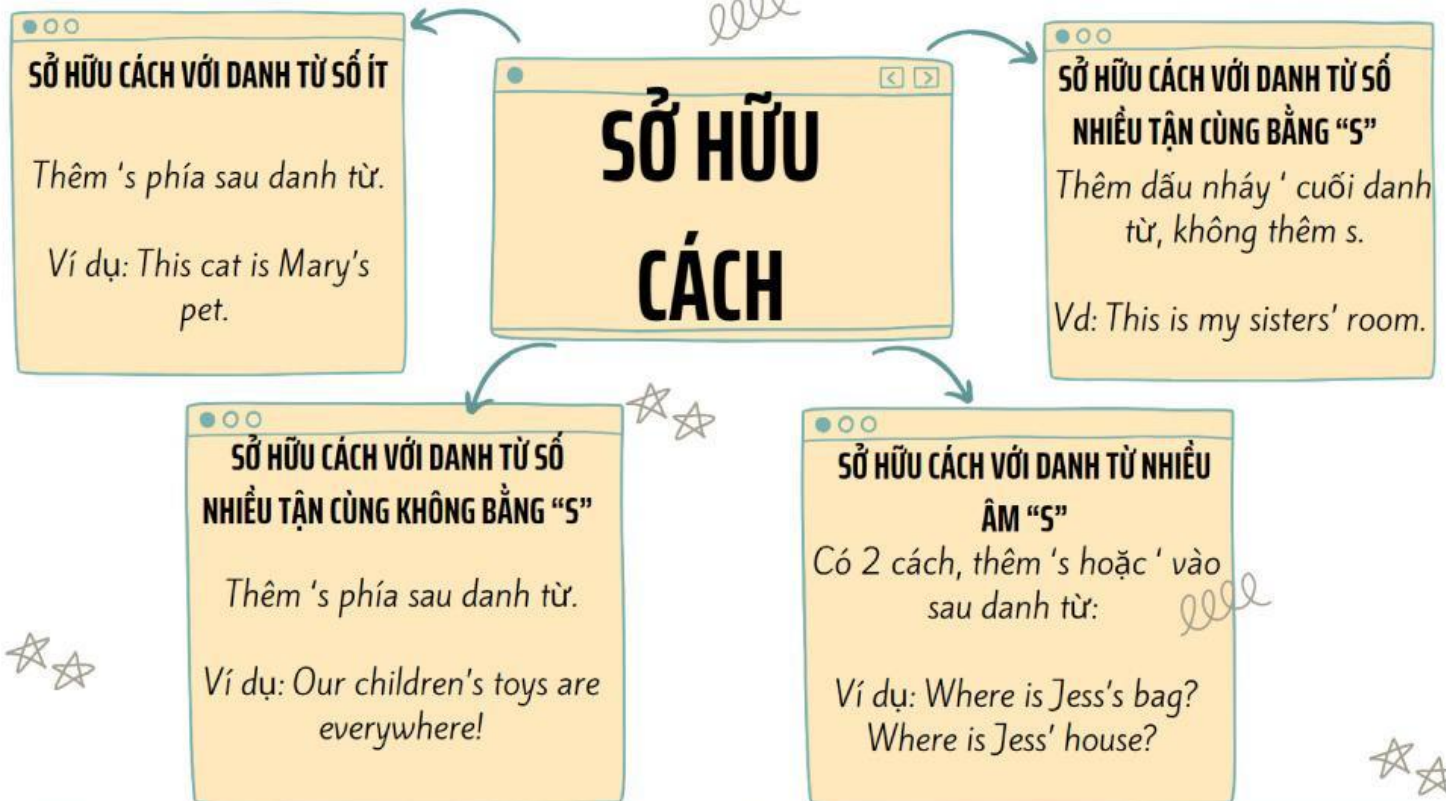 SỞ HỮU CÁCH VỚI DANH TỪ SỐ ÍT
Thêm ‘s phía sau danh từ.
Ví dụ: This cat is Mary’s
pet.
SỞ HỮU
CÁCH
SỞ HỮU CÁCH VỚI DANH TỪ SỐ
NHIỀU TẬN CÙNG BẰNG “S”
Thêm dấu nháy ‘ cuối danh
từ, không thêm s.
Vd: This is my sisters’ room.
SỞ HỮU CÁCH VỚI DANH TỪ SỐ
NHIỀU TẬN CÙNG KHÔNG BẰNG “S”
Thêm ‘s phía sau danh từ.
Ví dụ: Our children’s toys are
everywhere!
SỞ HỮU CÁCH VỚI DANH TỪ NHIỀU
ÂM “S”
Có 2 cách, thêm ‘s hoặc ‘ vào
sau danh từ:
Ví dụ: Where is Jess’s bag?
Where is Jess’ house?